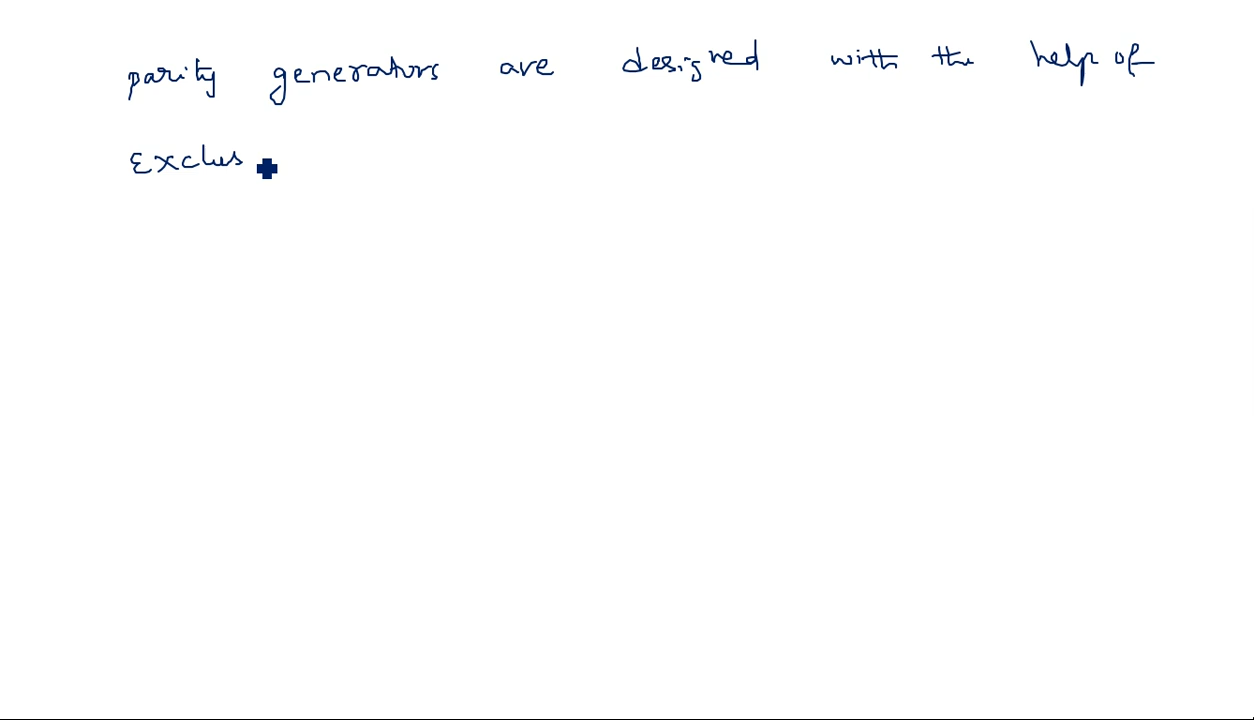 parity generators are designed with the help of
Exclus